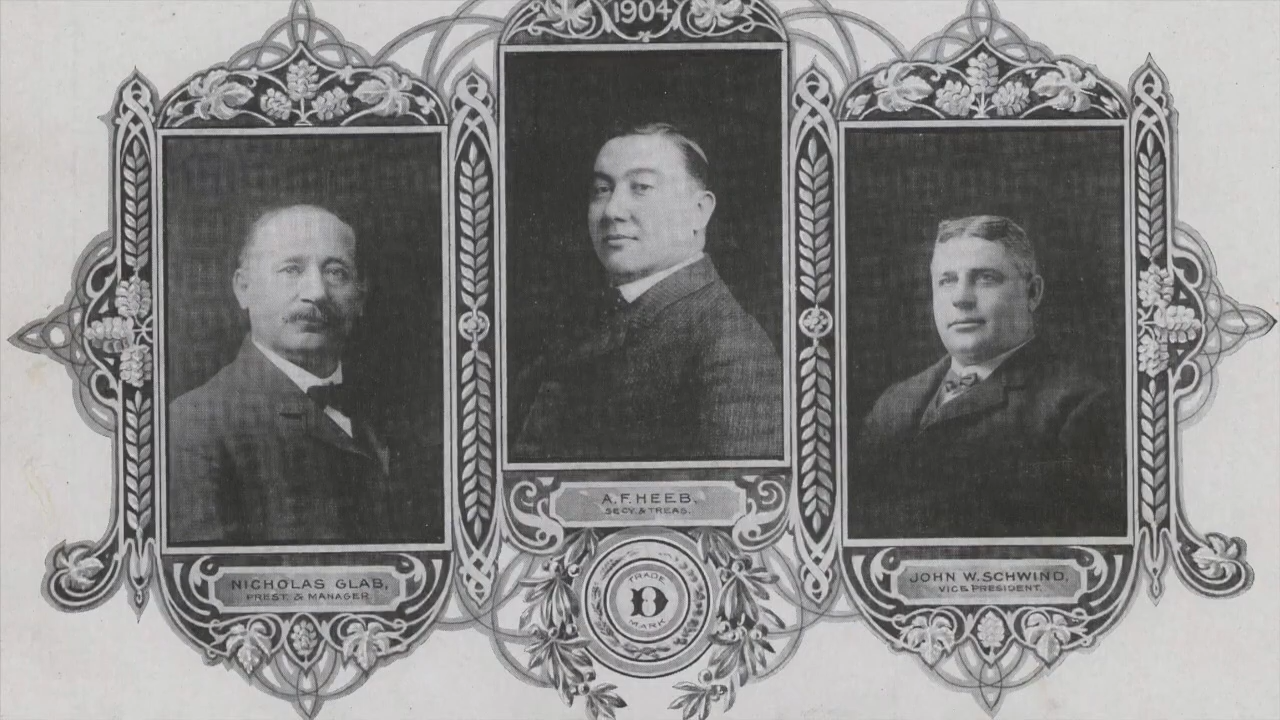 1904
A. F. HEEB.
SECY. & TREAS.
NICHOLAS GLAB,
PREST. & MANAGER
JOHN W. SCHWIND,
VICE PRESIDENT.
TRADE
D
MARK